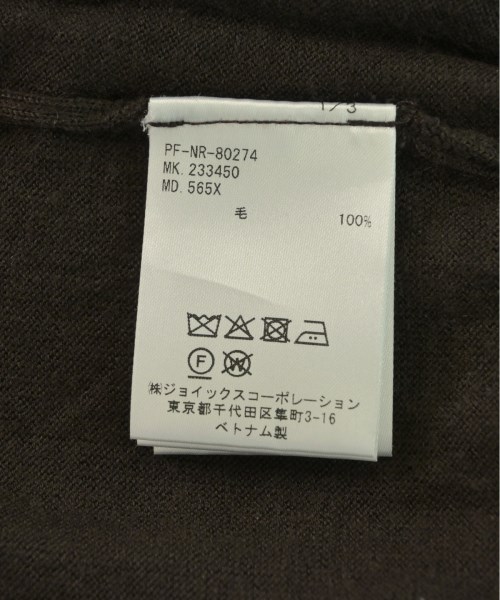 1/3
PF-NR-80274
MK. 233450
MD. 565X
毛 100%
F W
㈱ジョイックスコーポレーション
東京都千代田区隼町3-16
ベトナム製